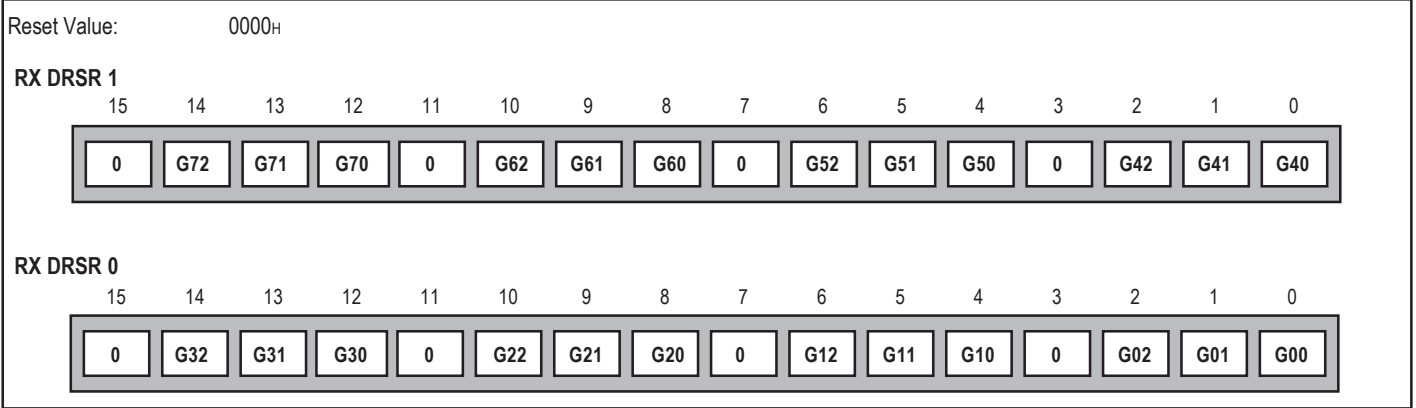 Reset Value: 0000H
RX DRSR 1
15 14 13 12 11 10 9 8 7 6 5 4 3 2 1 0
0 G72 G71 G70 0 G62 G61 G60 0 G52 G51 G50 0 G42 G41 G40
RX DRSR 0
15 14 13 12 11 10 9 8 7 6 5 4 3 2 1 0
0 G32 G31 G30 0 G22 G21 G20 0 G12 G11 G10 0 G02 G01 G00